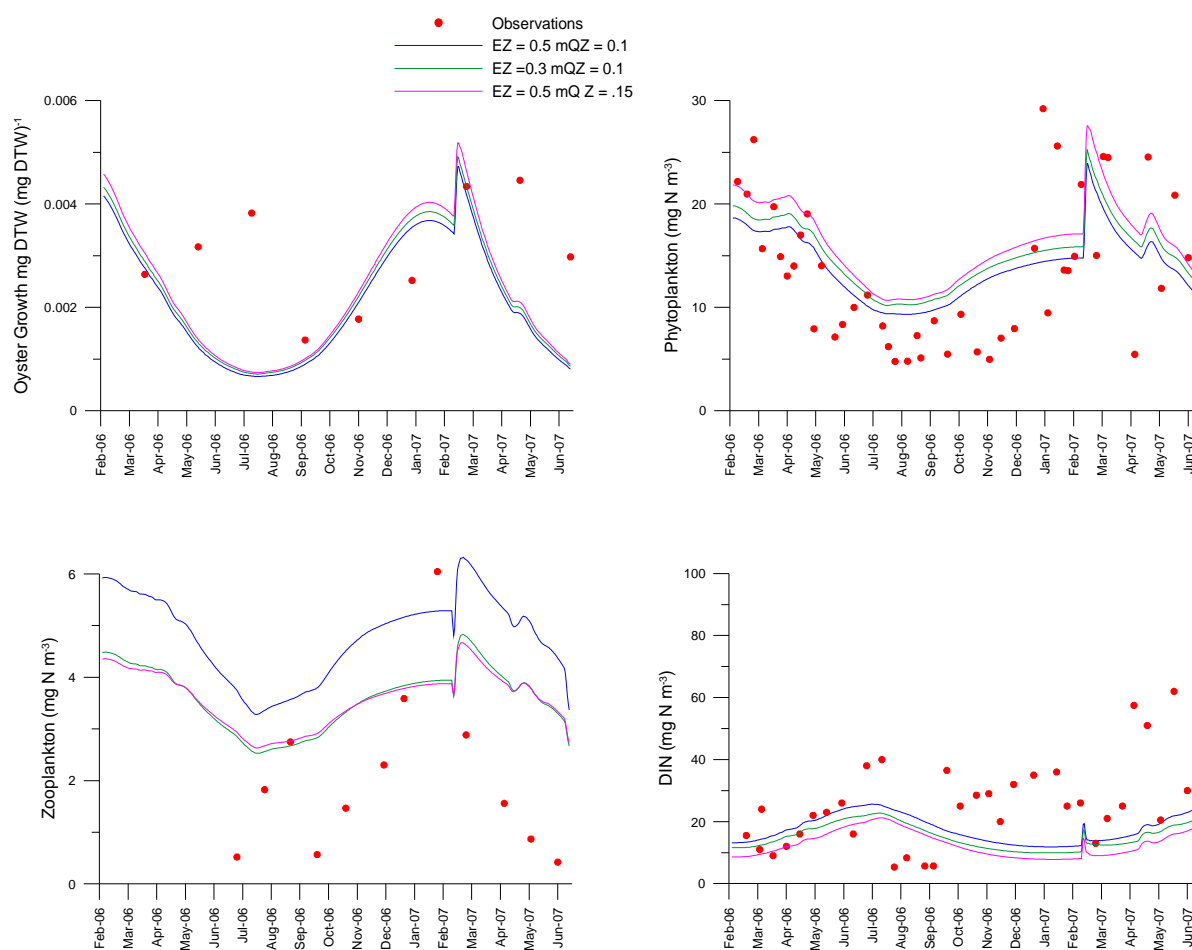 Observations
EZ = 0.5 mQZ = 0.1
EZ =0.3 mQZ = 0.1
EZ = 0.5 mQ Z = .15
Oyster Growth mg DTW (mg DTW)-1
0.006
0.004
0.002
0
Feb-06 Mar-06 Apr-06 May-06 Jun-06 Jul-06 Aug-06 Sep-06 Oct-06 Nov-06 Dec-06 Jan-07 Feb-07 Mar-07 Apr-07 May-07 Jun-07
Phytoplankton (mg N m-3)
30
20
10
0
Feb-06 Mar-06 Apr-06 May-06 Jun-06 Jul-06 Aug-06 Sep-06 Oct-06 Nov-06 Dec-06 Jan-07 Feb-07 Mar-07 Apr-07 May-07 Jun-07
Zooplankton (mg N m-3)
6
4
2
0
Feb-06 Mar-06 Apr-06 May-06 Jun-06 Jul-06 Aug-06 Sep-06 Oct-06 Nov-06 Dec-06 Jan-07 Feb-07 Mar-07 Apr-07 May-07 Jun-07
DIN (mg N m-3)
100
80
60
40
20
0
Feb-06 Mar-06 Apr-06 May-06 Jun-06 Jul-06 Aug-06 Sep-06 Oct-06 Nov-06 Dec-06 Jan-07 Feb-07 Mar-07 Apr-07 May-07 Jun-07